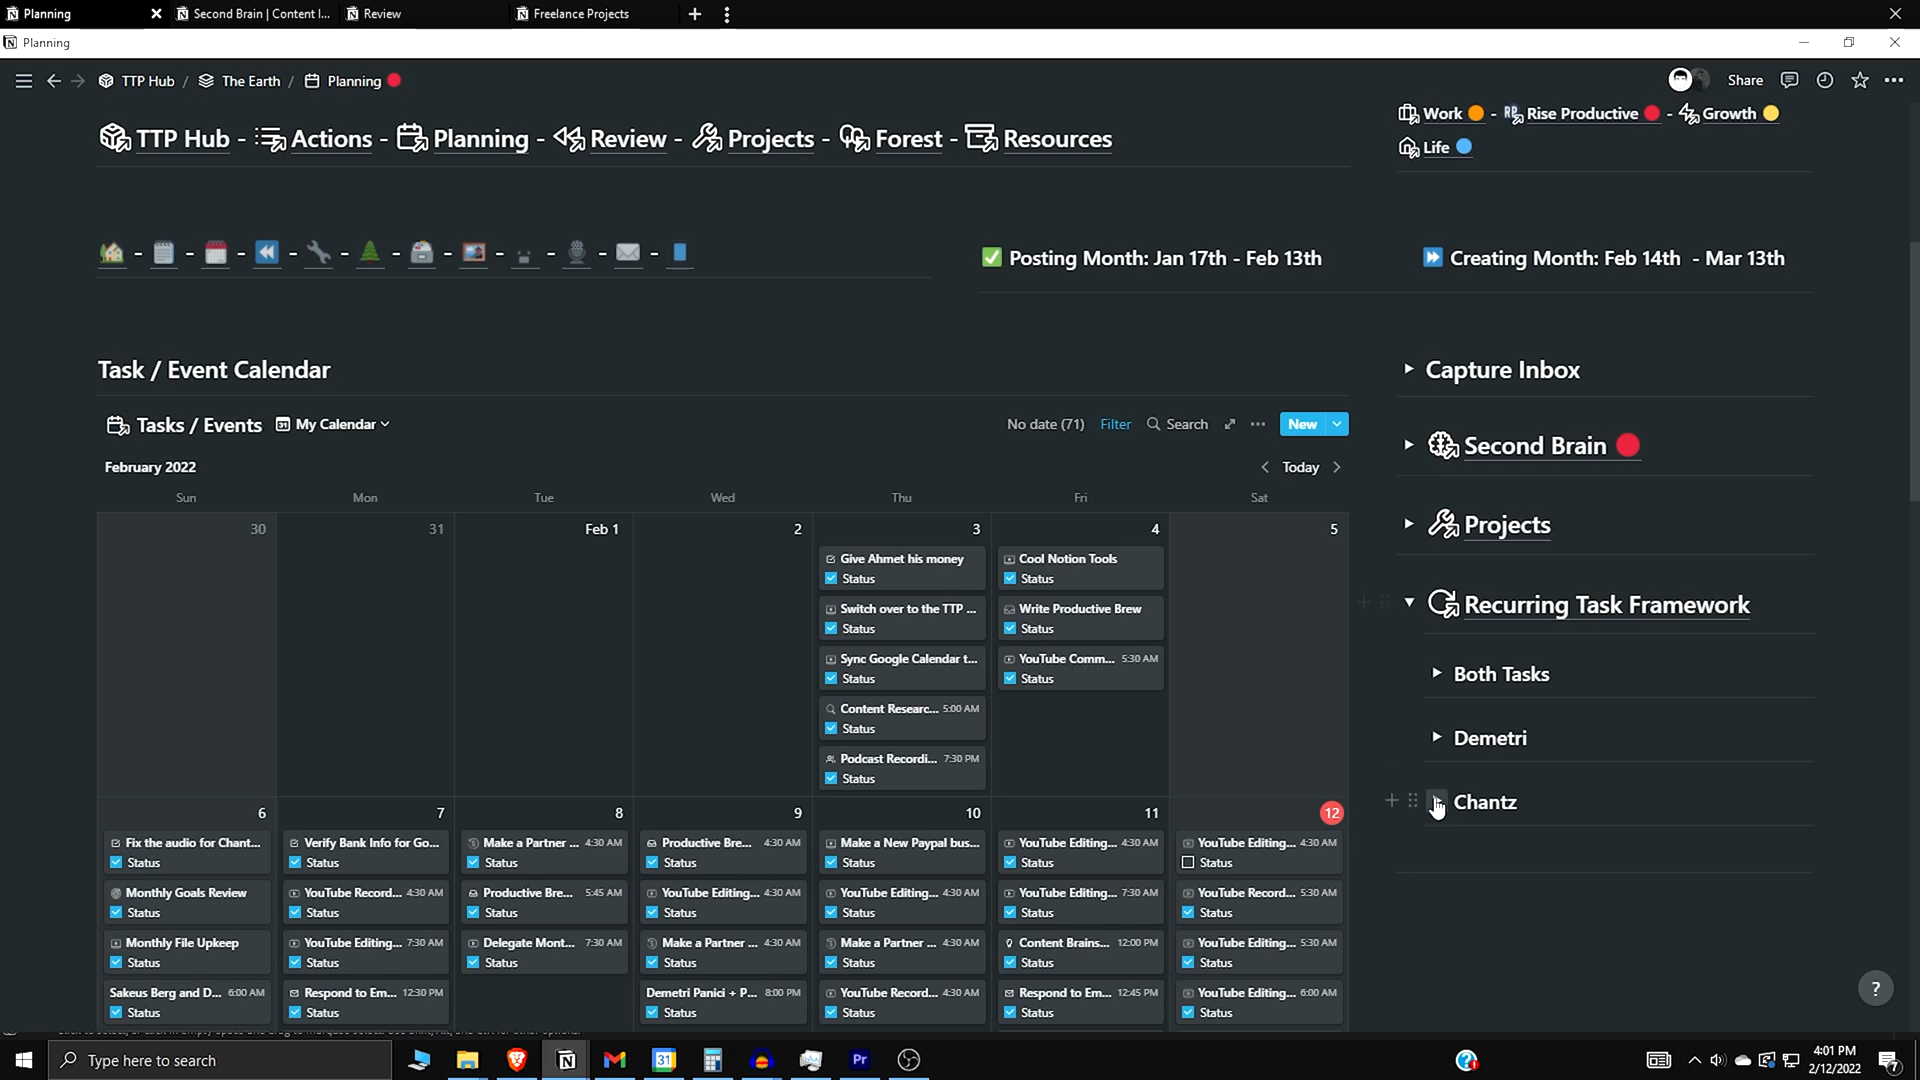 Planning
Second Brain | Content I...
Review
Freelance Projects
Planning
TTP Hub / The Earth / Planning
Share
Work - Rise Productive - Growth
Life
TTP Hub - Actions - Planning - Review - Projects - Forest - Resources
Posting Month: Jan 17th - Feb 13th
Creating Month: Feb 14th - Mar 13th
Task / Event Calendar
Tasks / Events My Calendar
No date (71) Filter Search New
February 2022
Today
Sun Mon Tue Wed Thu Fri Sat
30 31 Feb 1 2 3 4 5
Give Ahmet his money
Status
Switch over to the TTP ...
Status
Sync Google Calendar t...
Status
Content Researc... 5:00 AM
Status
Podcast Recordi... 7:30 PM
Status
Cool Notion Tools
Status
Write Productive Brew
Status
YouTube Comm... 5:30 AM
Status
6 7 8 9 10 11 12
Fix the audio for Chant...
Status
Monthly Goals Review
Status
Monthly File Upkeep
Status
Sakeus Berg and D... 6:00 AM
Status
Verify Bank Info for Go...
Status
YouTube Record... 4:30 AM
Status
YouTube Editing... 7:30 AM
Status
Respond to Em... 12:30 PM
Status
Make a Partner ... 4:30 AM
Status
Productive Bre... 5:45 AM
Status
Delegate Mont... 7:30 AM
Status
Productive Bre... 4:30 AM
Status
YouTube Editing... 4:30 AM
Status
Make a Partner ... 4:30 AM
Status
Demetri Panici + P... 8:00 PM
Status
Make a New Paypal bus...
Status
YouTube Editing... 4:30 AM
Status
Make a Partner ... 4:30 AM
Status
YouTube Record... 4:30 AM
Status
YouTube Editing... 4:30 AM
Status
YouTube Editing... 7:30 AM
Status
Content Brains... 12:00 PM
Status
Respond to Em... 12:45 PM
Status
YouTube Editing... 4:30 AM
Status
YouTube Record... 5:30 AM
Status
YouTube Editing... 5:30 AM
Status
YouTube Editing... 6:00 AM
Status
Capture Inbox
Second Brain
Projects
Recurring Task Framework
Both Tasks
Demetri
Chantz
?
Type here to search
31
Pr
4:01 PM
2/12/2022
7